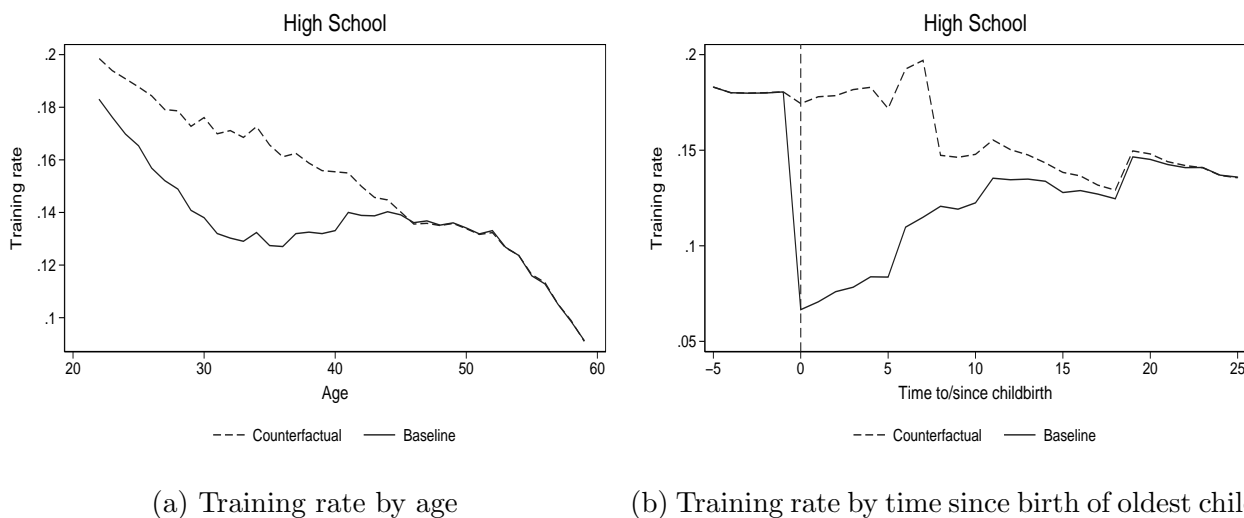 High School
Training rate
.2
.18
.16
.14
.12
.1
20 30 40 50 60
Age
Counterfactual Baseline
High School
Training rate
.2
.15
.1
.05
−5 0 5 10 15 20 25
Time to/since childbirth
Counterfactual Baseline
(a) Training rate by age
(b) Training rate by time since birth of oldest chil